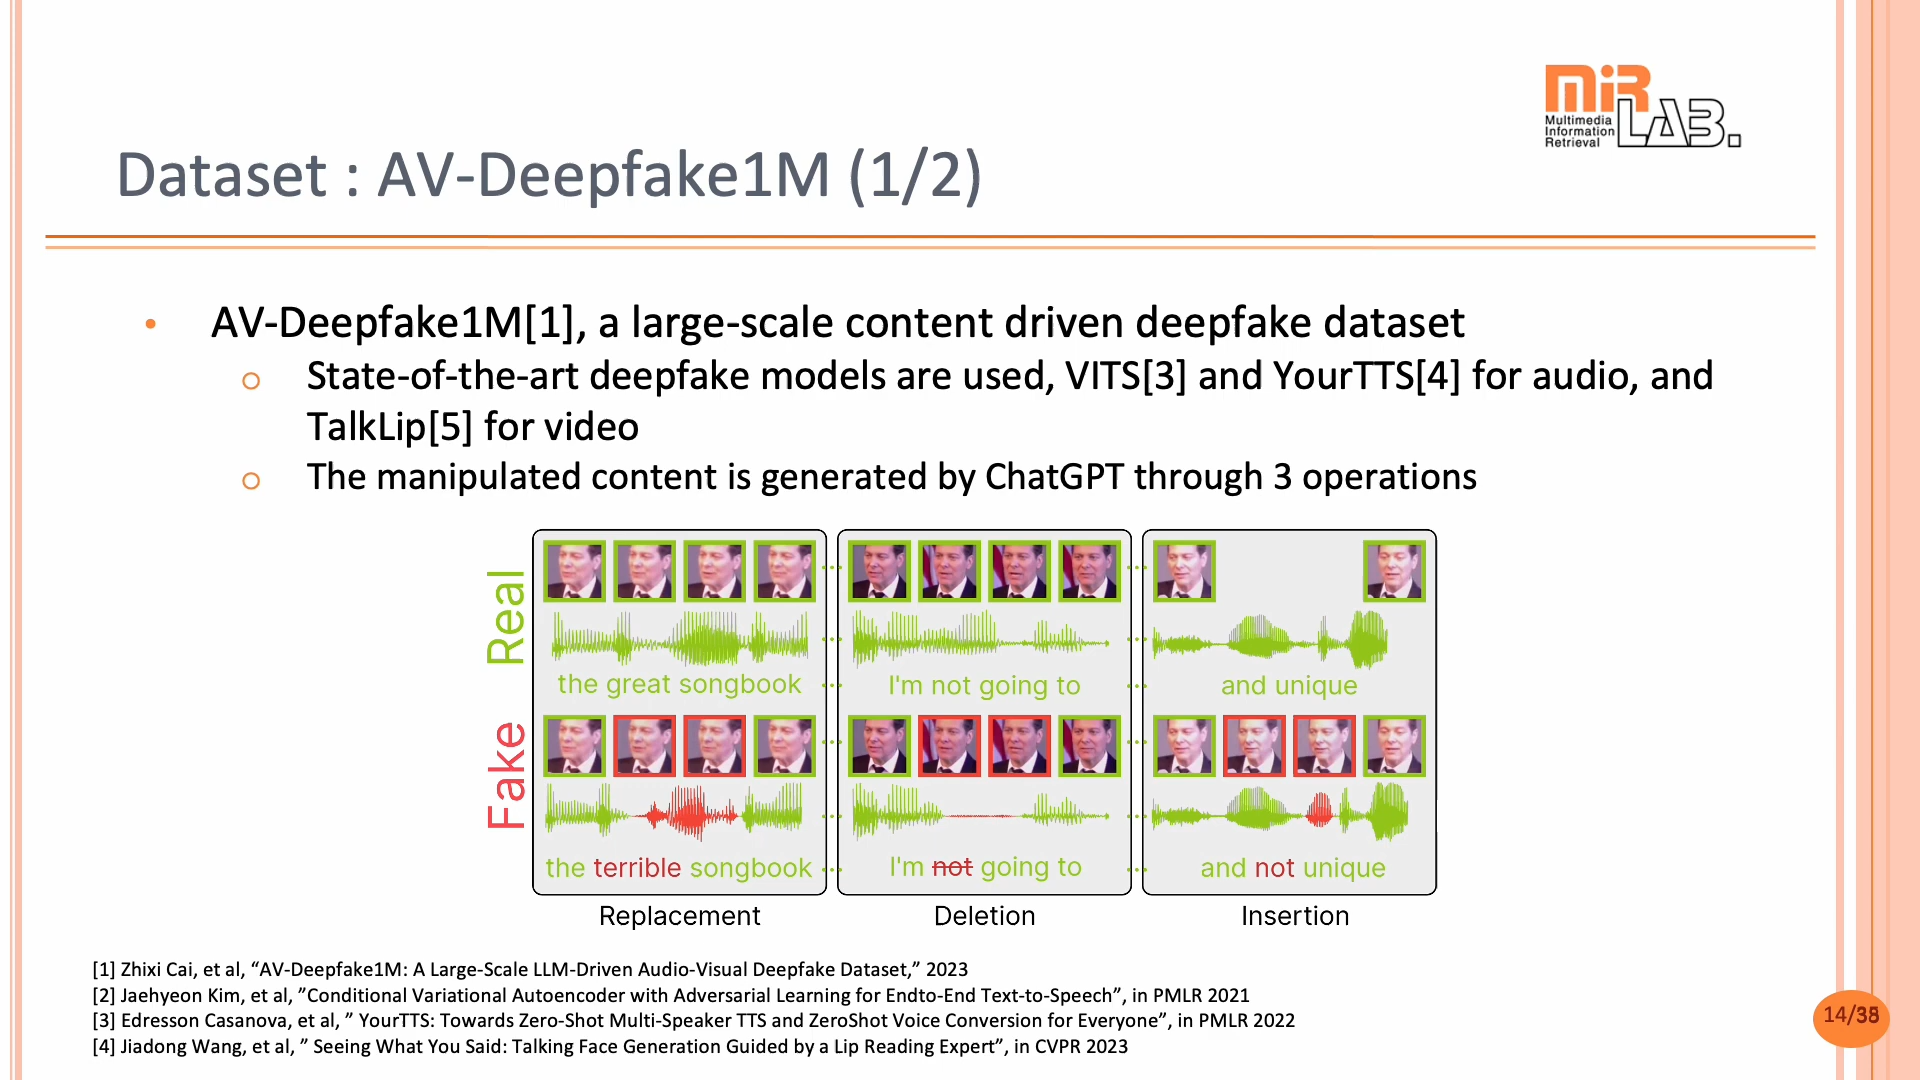 MiR
LAB.
Multimedia
Information
Retrieval
Dataset : AV-Deepfake1M (1/2)
• AV-Deepfake1M[1], a large-scale content driven deepfake dataset
○ State-of-the-art deepfake models are used, VITS[3] and YourTTS[4] for audio, and
TalkLip[5] for video
○ The manipulated content is generated by ChatGPT through 3 operations
Real
the great songbook
I'm not going to
and unique
Fake
the terrible songbook
I'm not going to
and not unique
Replacement
Deletion
Insertion
[1] Zhixi Cai, et al, “AV-Deepfake1M: A Large-Scale LLM-Driven Audio-Visual Deepfake Dataset,” 2023
[2] Jaehyeon Kim, et al, ”Conditional Variational Autoencoder with Adversarial Learning for Endto-End Text-to-Speech”, in PMLR 2021
[3] Edresson Casanova, et al, ” YourTTS: Towards Zero-Shot Multi-Speaker TTS and ZeroShot Voice Conversion for Everyone”, in PMLR 2022
[4] Jiadong Wang, et al, ” Seeing What You Said: Talking Face Generation Guided by a Lip Reading Expert”, in CVPR 2023